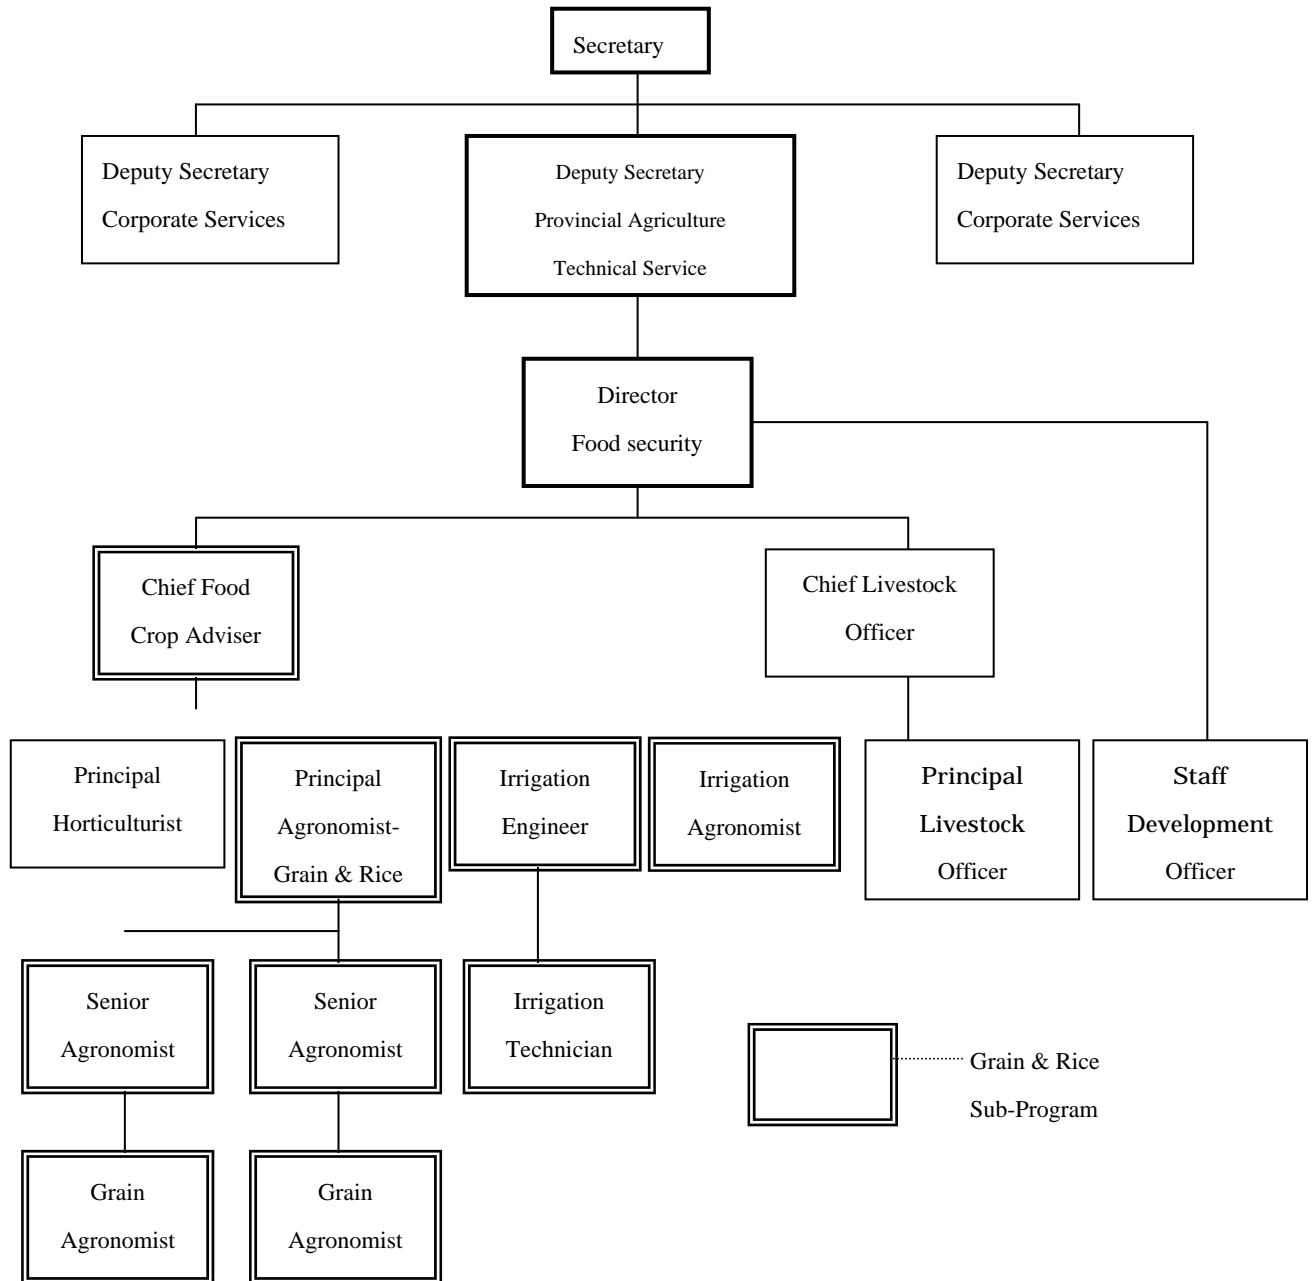 Secretary
Deputy Secretary
Corporate Services
Deputy Secretary
Provincial Agriculture
Technical Service
Deputy Secretary
Corporate Services
Director
Food security
Chief Food
Crop Adviser
Chief Livestock
Officer
Principal
Horticulturist
Principal
Agronomist-
Grain & Rice
Irrigation
Engineer
Irrigation
Agronomist
Principal
Livestock
Officer
Staff
Development
Officer
Senior
Agronomist
Senior
Agronomist
Irrigation
Technician
Grain & Rice
Sub-Program
Grain
Agronomist
Grain
Agronomist